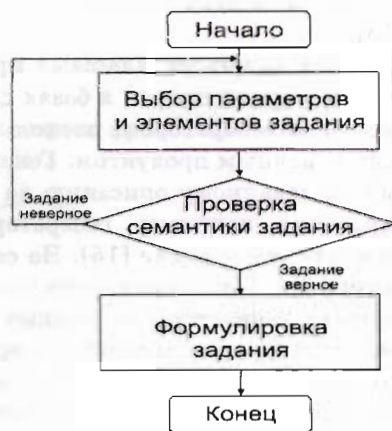 Начало
Выбор параметров
и элементов задания
Задание
неверное
Проверка
семантики задания
Задание
верное
Формулировка
задания
Конец